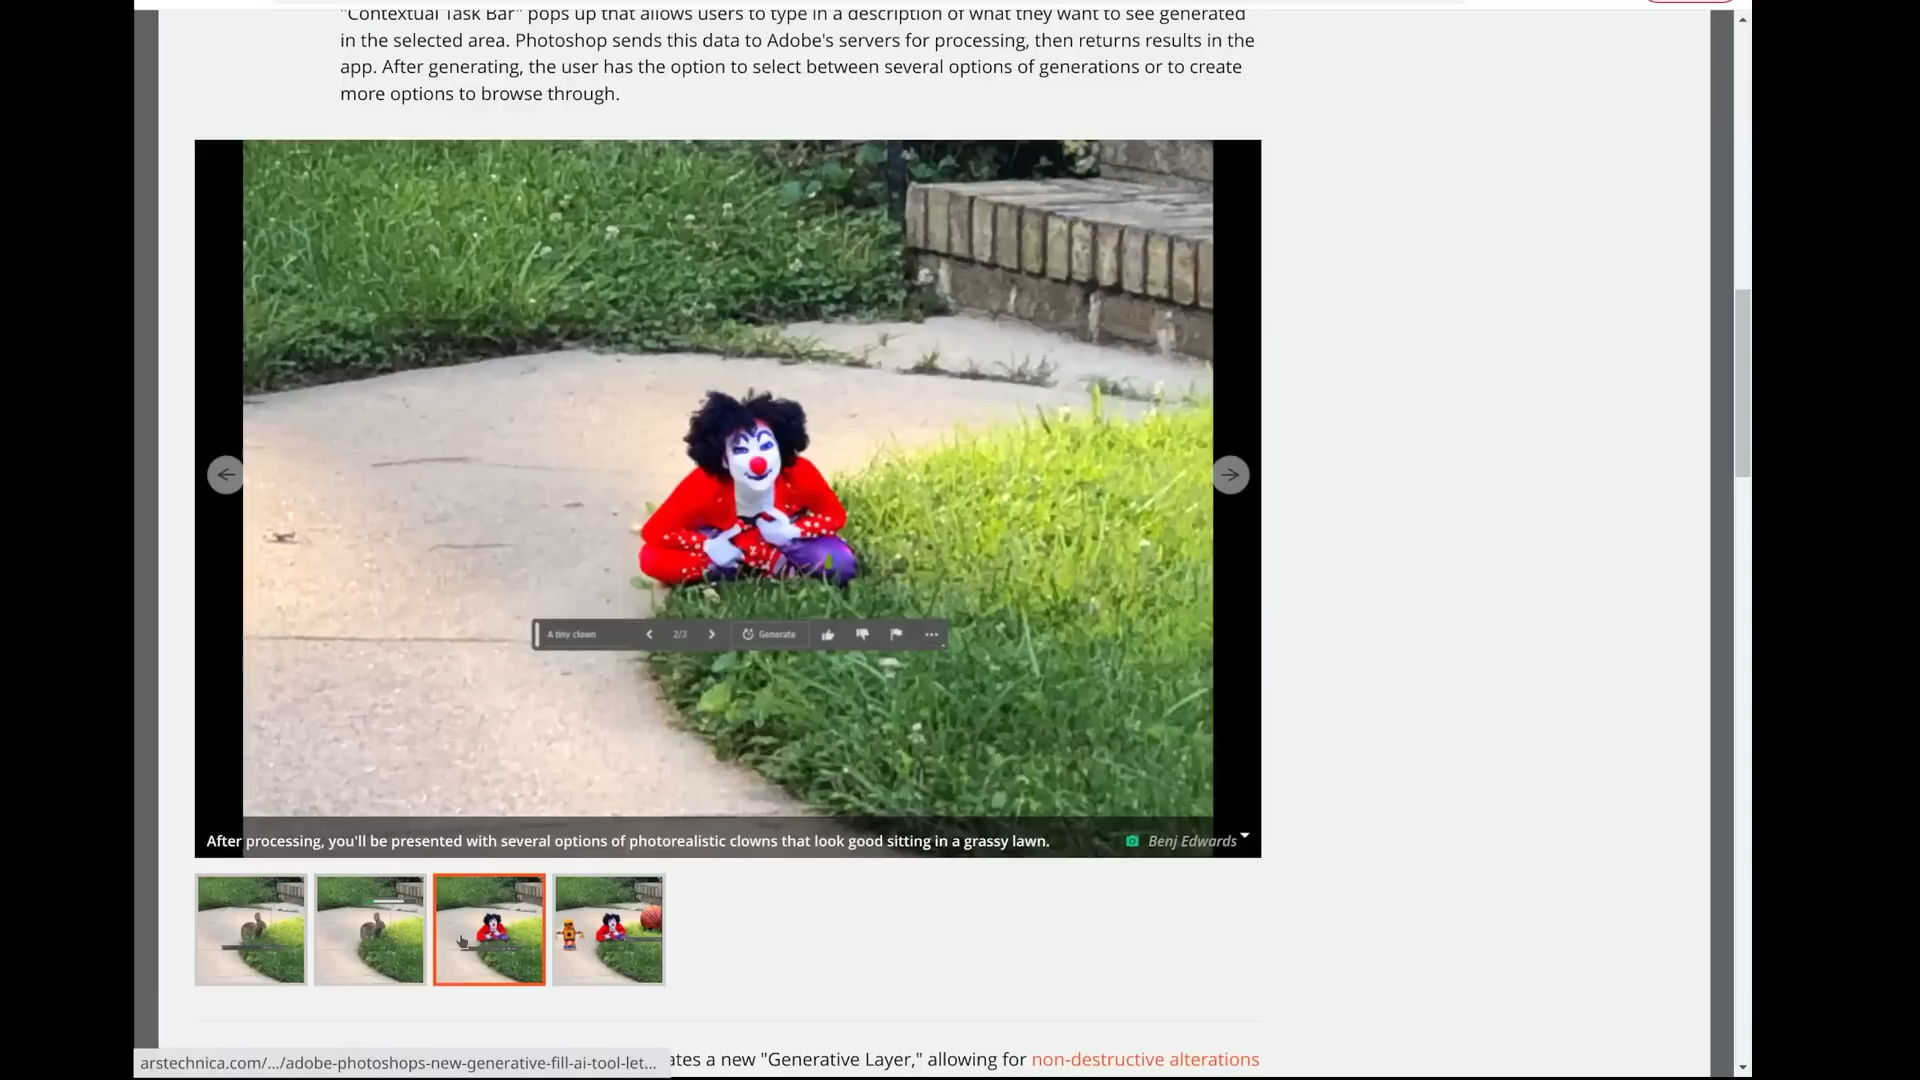 "Contextual Task Bar" pops up that allows users to type in a description of what they want to see generated
in the selected area. Photoshop sends this data to Adobe's servers for processing, then returns results in the
app. After generating, the user has the option to select between several options of generations or to create
more options to browse through.
A tiny clown
2/3
Generate
After processing, you'll be presented with several options of photorealistic clowns that look good sitting in a grassy lawn.
Benj Edwards
ates a new "Generative Layer," allowing for non-destructive alterations
arstechnica.com/.../adobe-photoshops-new-generative-fill-ai-tool-let...